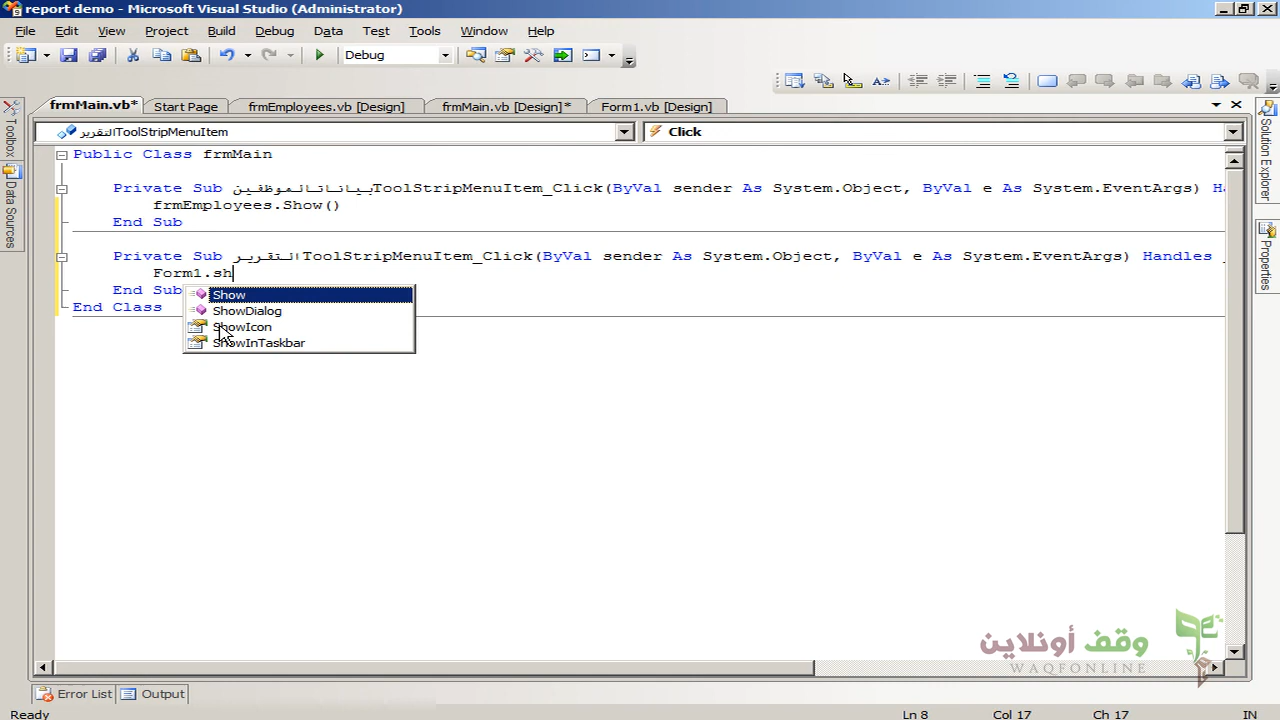 report demo - Microsoft Visual Studio (Administrator)
File Edit View Project Build Debug Data Test Tools Window Help
Debug
frmMain.vb* Start Page frmEmployees.vb [Design] frmMain.vb [Design]* Form1.vb [Design]
التقريرToolStripMenuItem Click
Public Class frmMain
Private Sub بياناتالموظفينToolStripMenuItem_Click(ByVal sender As System.Object, ByVal e As System.EventArgs) Ha
frmEmployees.Show()
End Sub
Private Sub التقريرToolStripMenuItem_Click(ByVal sender As System.Object, ByVal e As System.EventArgs) Handles _
Form1.sh
End Sub
End Class
Show
ShowDialog
ShowIcon
ShowInTaskbar
Toolbox
Data Sources
Solution Explorer
Properties
وقف أونلاين
WAQFONLINE
Error List Output
Ready Ln 8 Col 17 Ch 17 IN